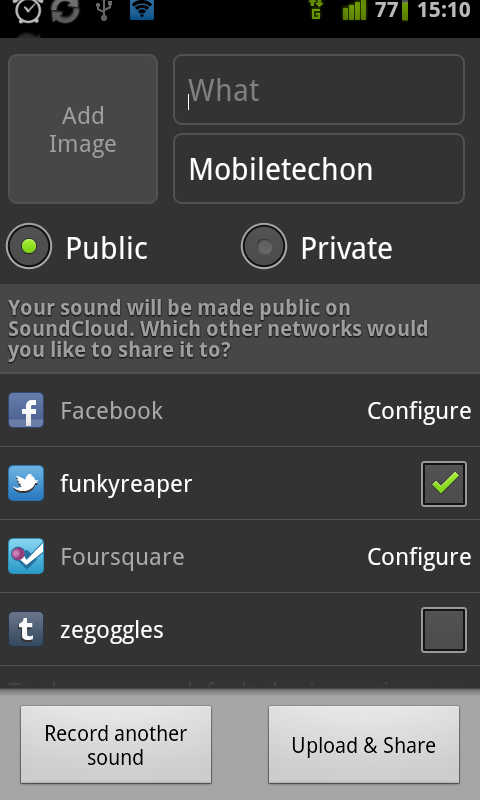 77 15:10
Add
Image
What
Mobiletechon
Public
Private
Your sound will be made public on
SoundCloud. Which other networks would
you like to share it to?
Facebook
Configure
funkyreaper
Foursquare
Configure
zegoggles
Record another
sound
Upload & Share